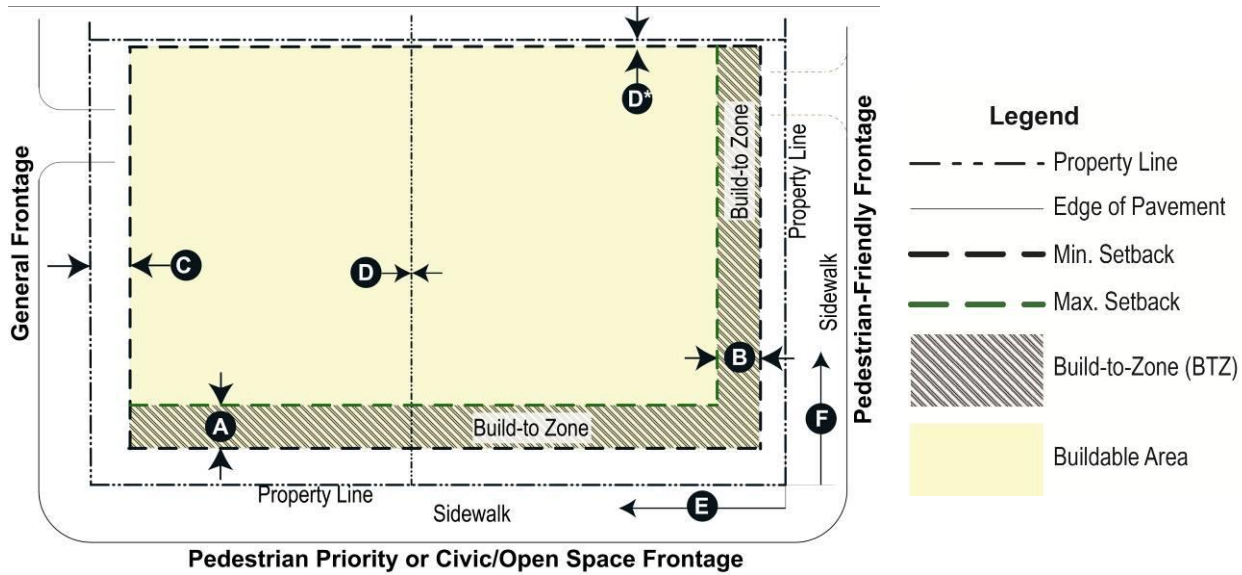 D*
Build-to Zone
Property Line
General Frontage
C
D
Sidewalk
Pedestrian-Friendly Frontage
B
A
Build-to Zone
F
Property Line
E
Sidewalk
Pedestrian Priority or Civic/Open Space Frontage
Legend
Property Line
Edge of Pavement
Min. Setback
Max. Setback
Build-to-Zone (BTZ)
Buildable Area